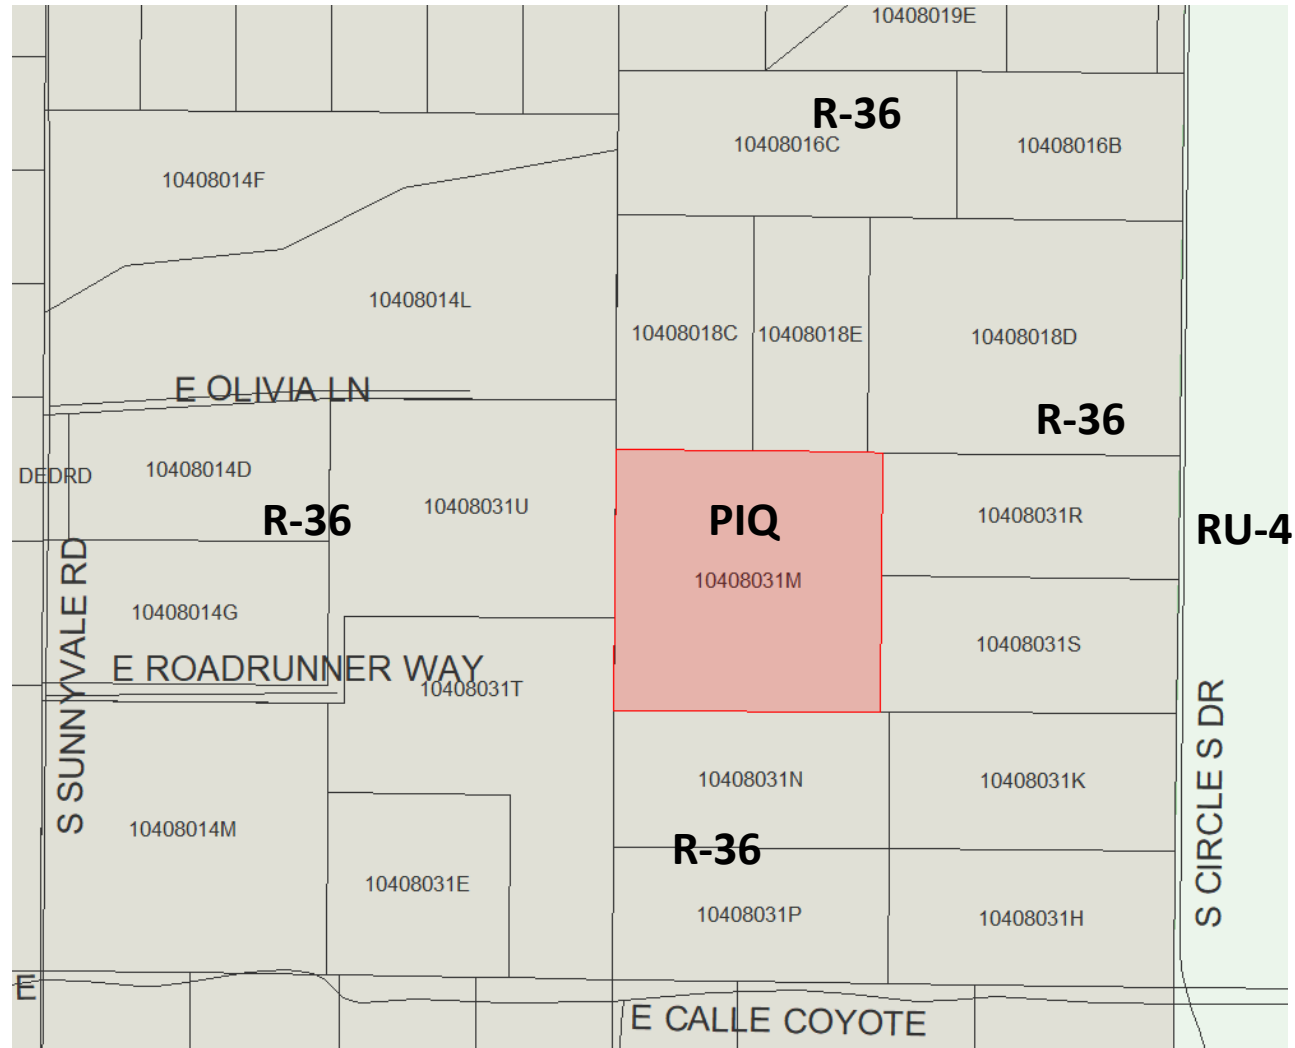 10408019E
R-36
10408016C
10408016B
10408014F
10408014L
10408018C
10408018E
10408018D
E OLIVIA LN
R-36
DEDRD
10408014D
R-36
10408031U
PIQ
10408031R
RU-4
10408031M
10408014G
10408031S
S SUNNYVALE RD
E ROADRUNNER WAY
10408031T
10408031N
10408031K
S CIRCLE S DR
10408014M
R-36
10408031E
10408031P
10408031H
E
E CALLE COYOTE